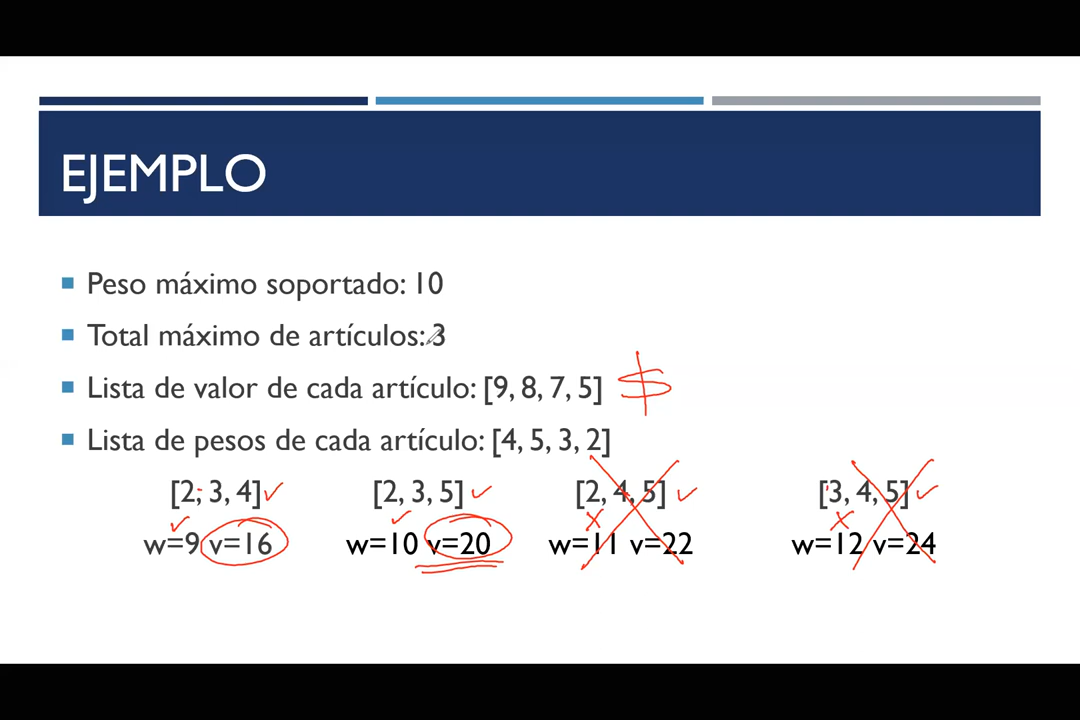 EJEMPLO
Peso máximo soportado: 10
Total máximo de artículos: 3
Lista de valor de cada artículo: [9, 8, 7, 5] $
Lista de pesos de cada artículo: [4, 5, 3, 2]
[2, 3, 4] ✓ [2, 3, 5] ✓ [2, 4, 5] ✓ [3, 4, 5] ✓
✓ ✓ x x
w=9 v=16 w=10 v=20 w=11 v=22 w=12 v=24